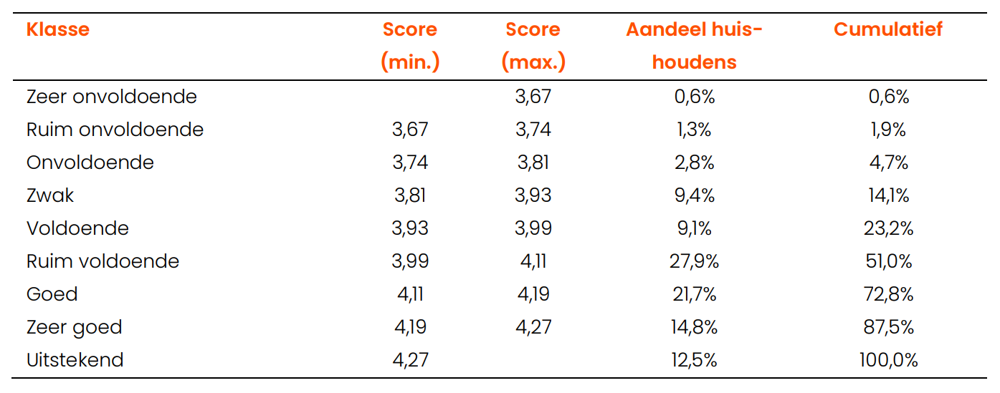 Klasse Score Score Aandeel huis- Cumulatief
(min.) (max.) houdens
Zeer onvoldoende 3,67 0,6% 0,6%
Ruim onvoldoende 3,67 3,74 1,3% 1,9%
Onvoldoende 3,74 3,81 2,8% 4,7%
Zwak 3,81 3,93 9,4% 14,1%
Voldoende 3,93 3,99 9,1% 23,2%
Ruim voldoende 3,99 4,11 27,9% 51,0%
Goed 4,11 4,19 21,7% 72,8%
Zeer goed 4,19 4,27 14,8% 87,5%
Uitstekend 4,27 12,5% 100,0%